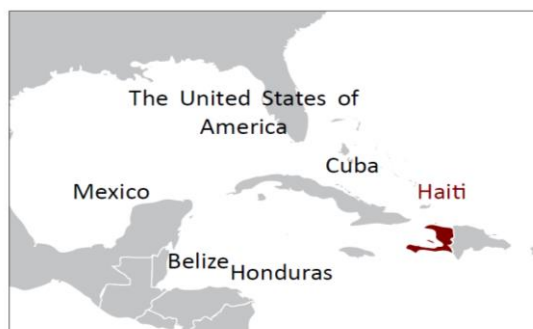 The United States of
America
Cuba
Mexico
Haiti
Belize
Honduras